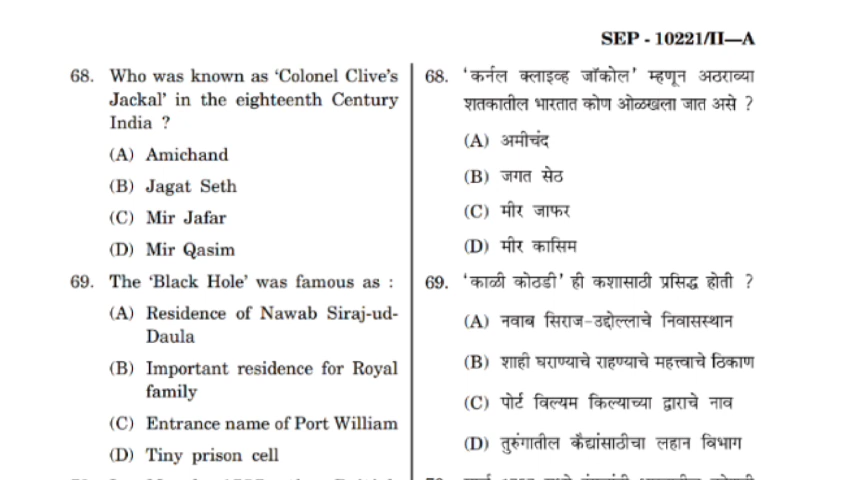 SEP - 10221/II—A
68. Who was known as 'Colonel Clive's
Jackal' in the eighteenth Century
India ?
(A) Amichand
(B) Jagat Seth
(C) Mir Jafar
(D) Mir Qasim
69. The 'Black Hole' was famous as :
(A) Residence of Nawab Siraj-ud-
Daula
(B) Important residence for Royal
family
(C) Entrance name of Port William
(D) Tiny prison cell
68. 'कर्नल क्लाइव्ह जॉकोल' म्हणून अठराव्या
शतकातील भारतात कोण ओळखला जात असे ?
(A) अमीचंद
(B) जगत सेठ
(C) मीर जाफर
(D) मीर कासिम
69. 'काळी कोठडी' ही कशासाठी प्रसिद्ध होती ?
(A) नवाब सिराज-उद्दोल्लाचे निवासस्थान
(B) शाही घराण्याचे राहण्याचे महत्त्वाचे ठिकाण
(C) पोर्ट विल्यम किल्याच्या द्वाराचे नाव
(D) तुरुंगातील कैद्यांसाठीचा लहान विभाग